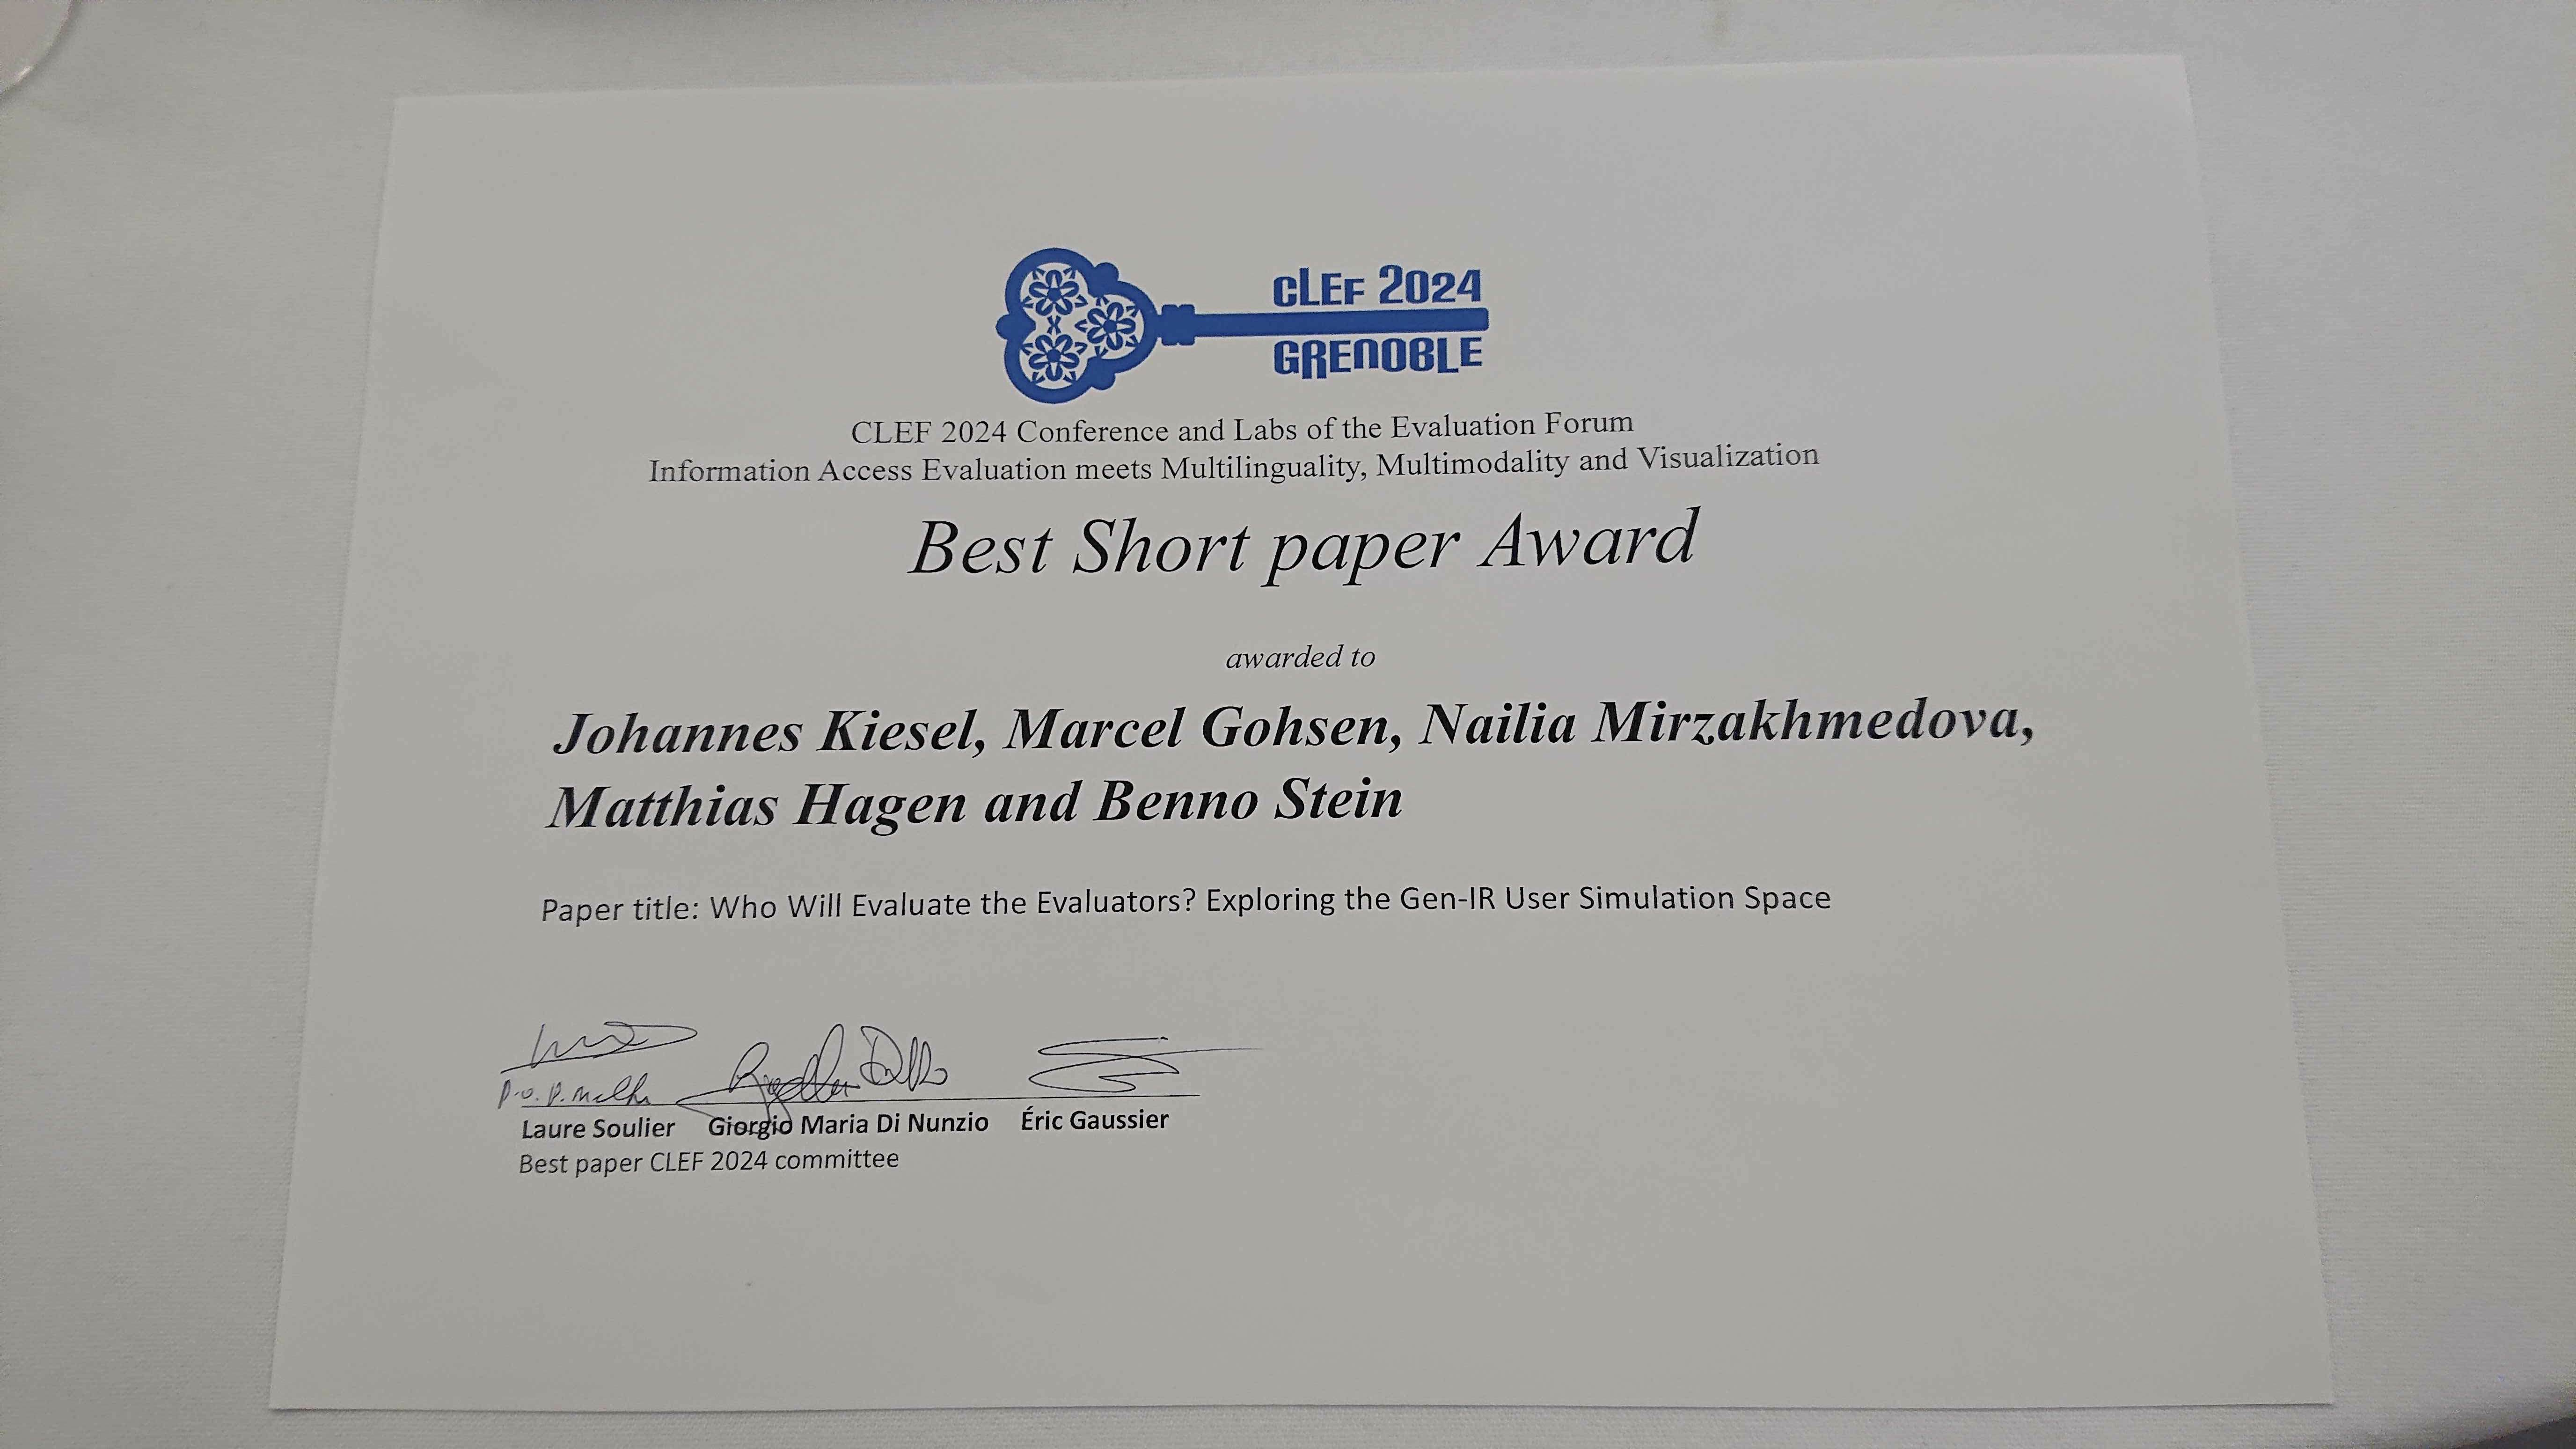 CLEF 2024
GRENOBLE
CLEF 2024 Conference and Labs of the Evaluation Forum
Information Access Evaluation meets Multilinguality, Multimodality and Visualization
Best Short paper Award
awarded to
Johannes Kiesel, Marcel Gohsen, Nailia Mirzakhmedova,
Matthias Hagen and Benno Stein
Paper title: Who Will Evaluate the Evaluators? Exploring the Gen-IR User Simulation Space
Laure Soulier Giorgio Maria Di Nunzio Éric Gaussier
Best paper CLEF 2024 committee